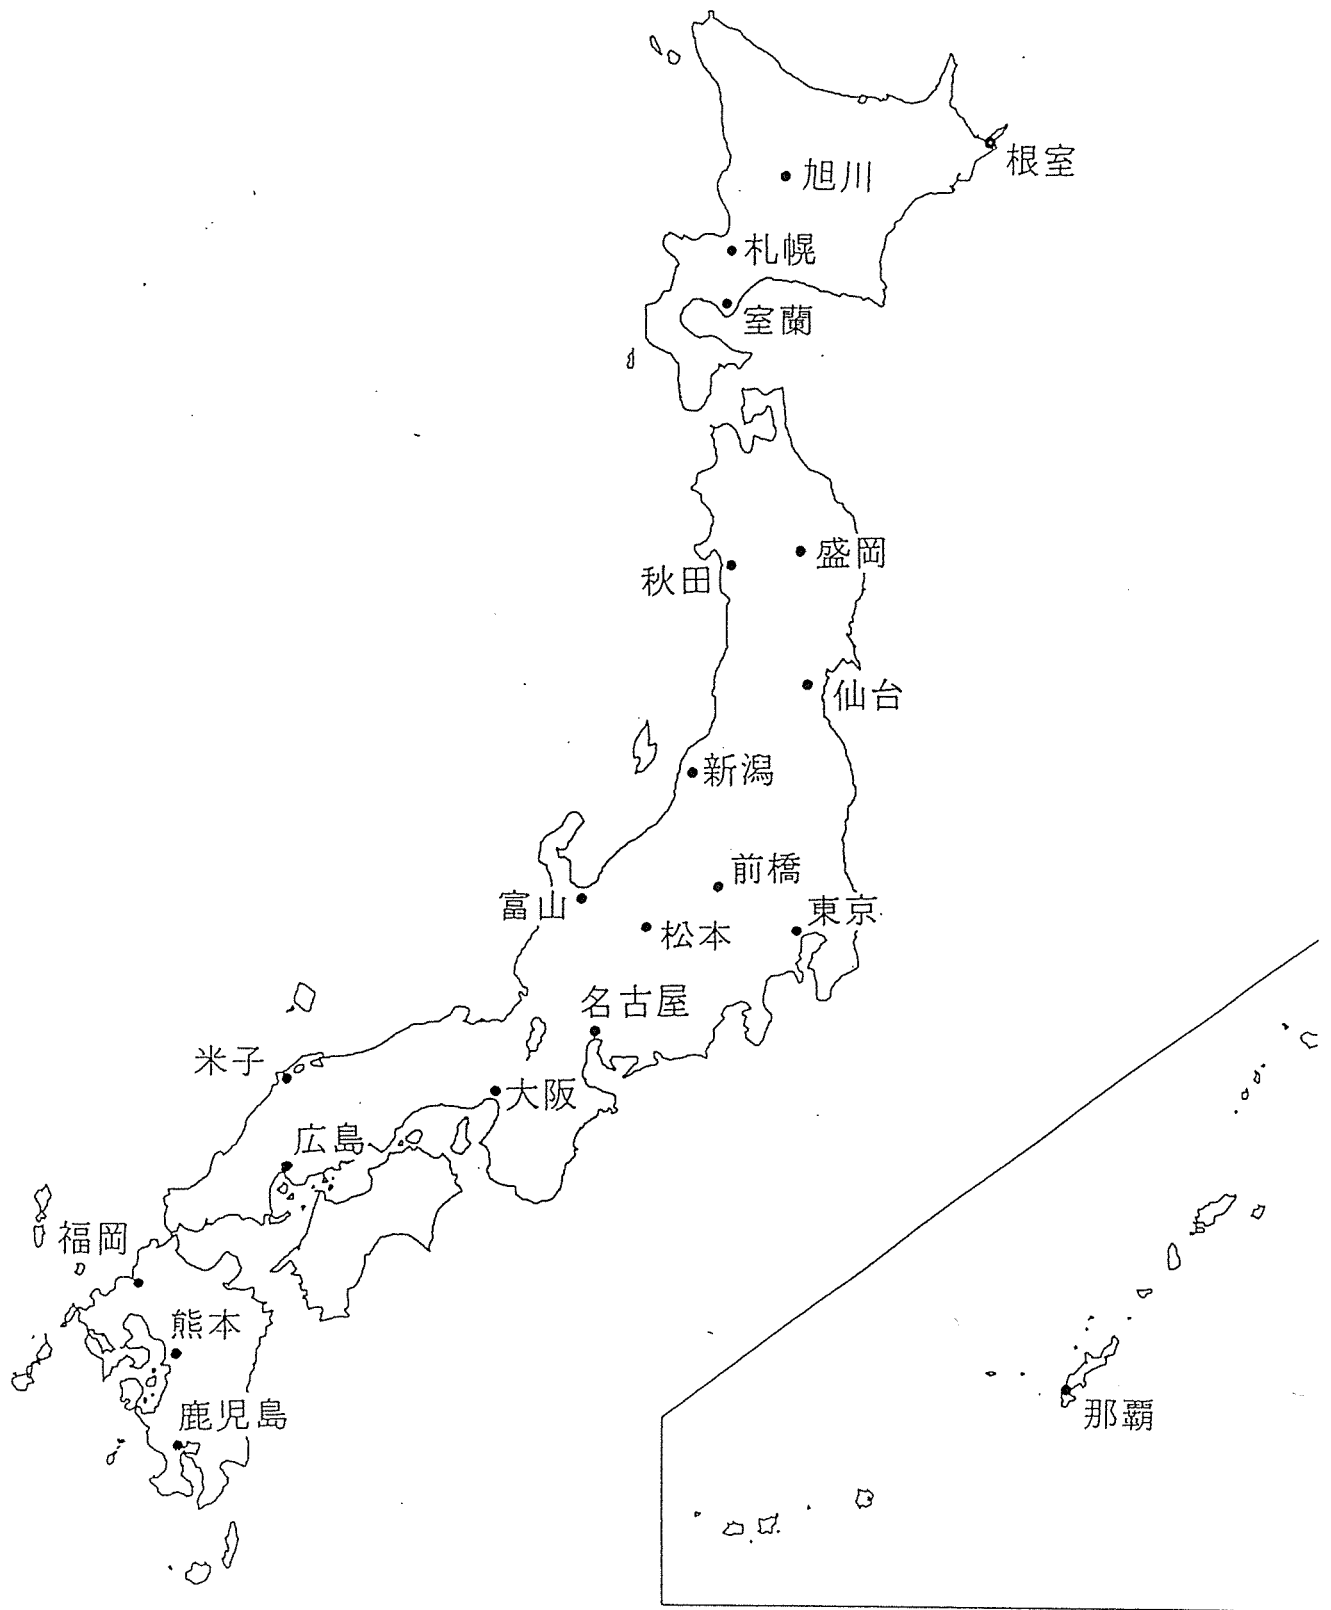 根室
旭川
札幌
室蘭
盛岡
秋田
仙台
新潟
前橋
富山
東京
松本
名古屋
米子
大阪
広島
福岡
熊本
鹿児島
那覇